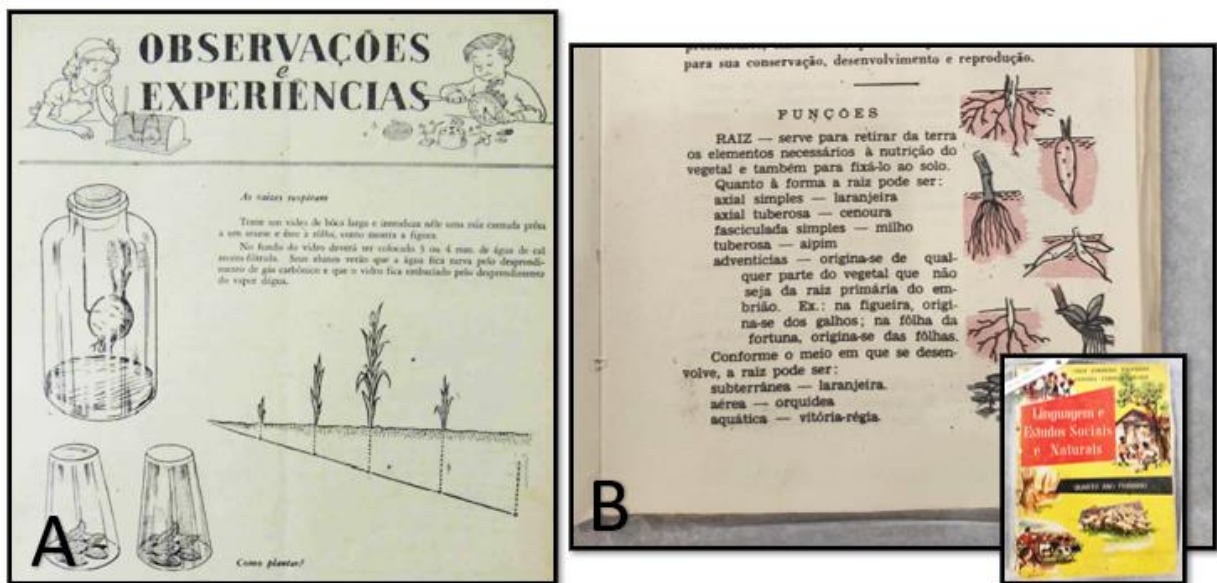 OBSERVAÇÕES
e
EXPERIÊNCIAS
As raízes respiram
Tome um vidro de bôca larga e introduza nêle uma raiz carnuda prêsa
a um arame e êste à rôlha, como mostra a figura.
No fundo do vidro deverá ser colocado 3 ou 4 mm. de água de cal
recém-filtrada. Seus alunos verão que a água fica turva pelo desprendi-
mento de gás carbônico e que o vidro fica embaciado pelo desprendimento
do vapor dágua.
Como plantar?
A
para sua conservação, desenvolvimento e reprodução.
FUNÇÕES
RAIZ — serve para retirar da terra
os elementos necessários à nutrição do
vegetal e também para fixá-lo ao solo.
Quanto à forma a raiz pode ser:
axial simples — laranjeira
axial tuberosa — cenoura
fasciculada simples — milho
tuberosa — aipim
adventícias — origina-se de qual-
quer parte do vegetal que não
seja da raiz primária do em-
brião. Ex.: na figueira, origi-
na-se dos galhos; na fôlha da
fortuna, origina-se das fôlhas.
Conforme o meio em que se desen-
volve, a raiz pode ser:
subterrânea — laranjeira.
aérea — orquídea
aquática — vitória-régia.
B
Linguagem e
Estudos Sociais
e Naturais
QUARTO ANO PRIMÁRIO